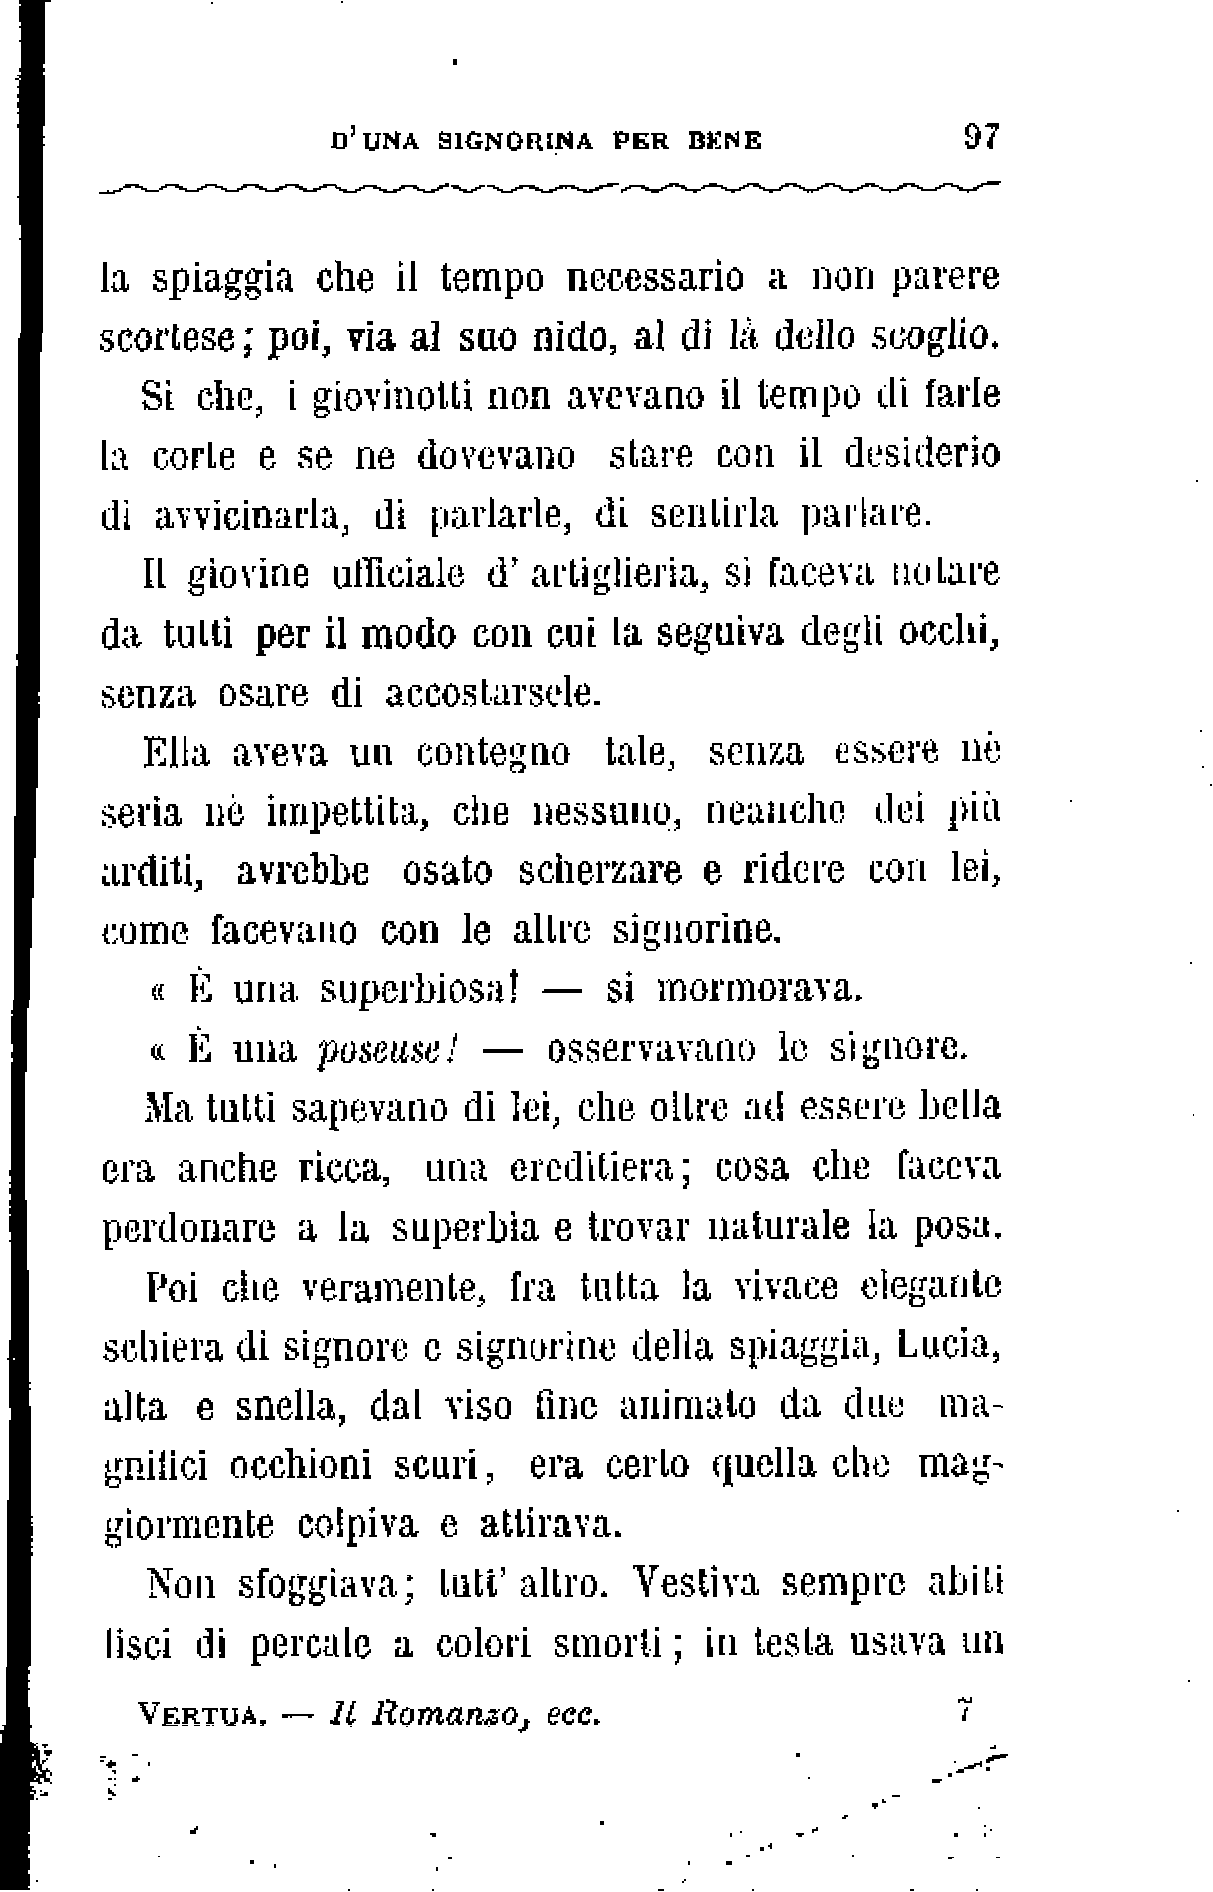 D'UNA SIGNORINA PER BENE 97
la spiaggia che il tempo necessario a non parere
scortese; poi, via al suo nido, al di là dello scoglio.
Sì che, i giovinotti non avevano il tempo di farle
la corte e se ne dovevano stare con il desiderio
di avvicinarla, di parlarle, di sentirla parlare.
Il giovine ufficiale d' artiglieria, si faceva notare
da tutti per il modo con cui la seguiva degli occhi,
senza osare di accostarsele.
Ella aveva un contegno tale, senza essere nè
seria nè impettita, che nessuno, neanche dei più
arditi, avrebbe osato scherzare e ridere con lei,
come facevano con le altre signorine.
« È una superbiosa! — si mormorava.
« È una poseuse! — osservavano le signore.
Ma tutti sapevano di lei, che oltre ad essere bella
era anche ricca, una ereditiera; cosa che faceva
perdonare a la superbia e trovar naturale la posa.
Poi che veramente, fra tutta la vivace elegante
schiera di signore e signorine della spiaggia, Lucia,
alta e snella, dal viso fine animato da due ma-
gnifici occhioni scuri, era certo quella che mag-
giormente colpiva e attirava.
Non sfoggiava; tutt' altro. Vestiva sempre abiti
lisci di percale a colori smorti; in testa usava un
VERTUA. — Il Romanzo, ecc. 7